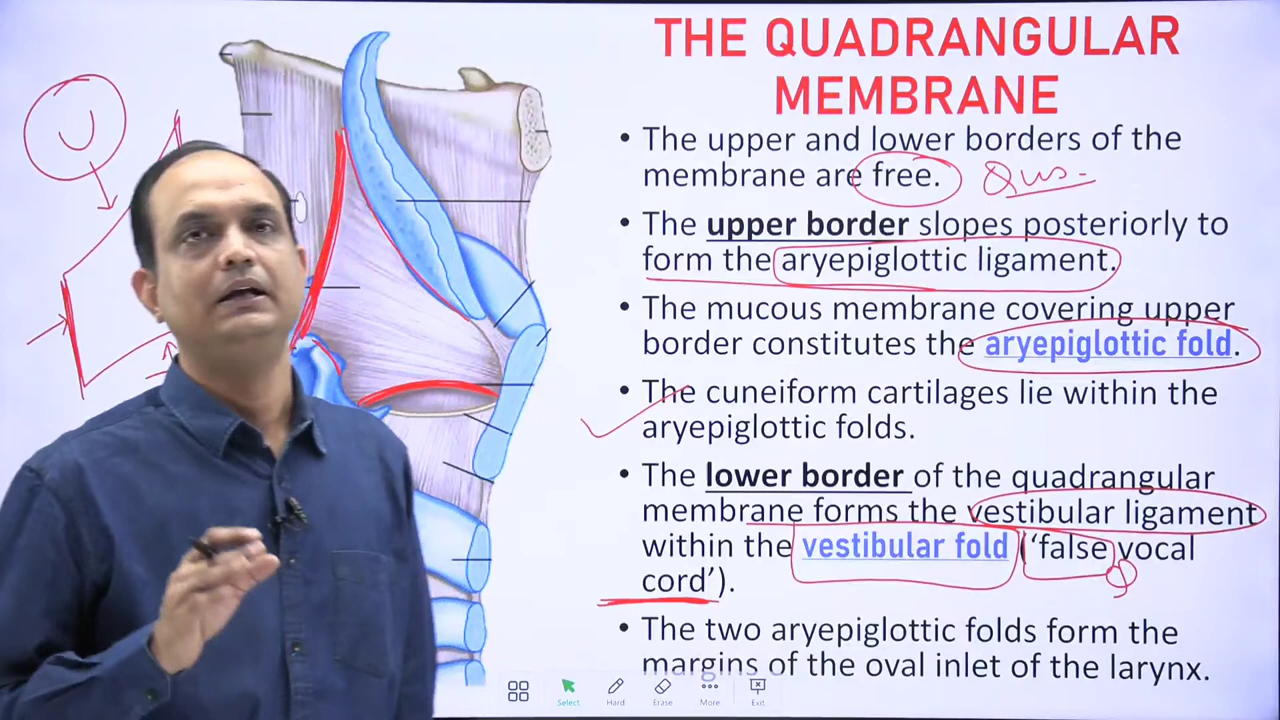 THE QUADRANGULAR
MEMBRANE
• The upper and lower borders of the
membrane are free. Qus.
• The upper border slopes posteriorly to
form the aryepiglottic ligament.
• The mucous membrane covering upper
border constitutes the aryepiglottic fold.
• The cuneiform cartilages lie within the
aryepiglottic folds.
• The lower border of the quadrangular
membrane forms the vestibular ligament
within the vestibular fold ('false vocal
cord').
• The two aryepiglottic folds form the
margins of the oval inlet of the larynx.
Select Hard Erase More Exit